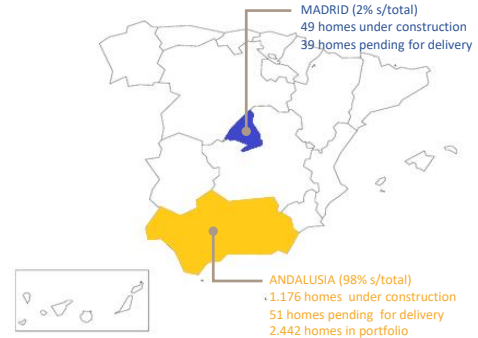 MADRID (2% s/total)
49 homes under construction
39 homes pending for delivery
ANDALUSIA (98% s/total)
1.176 homes under construction
51 homes pending for delivery
2.442 homes in portfolio